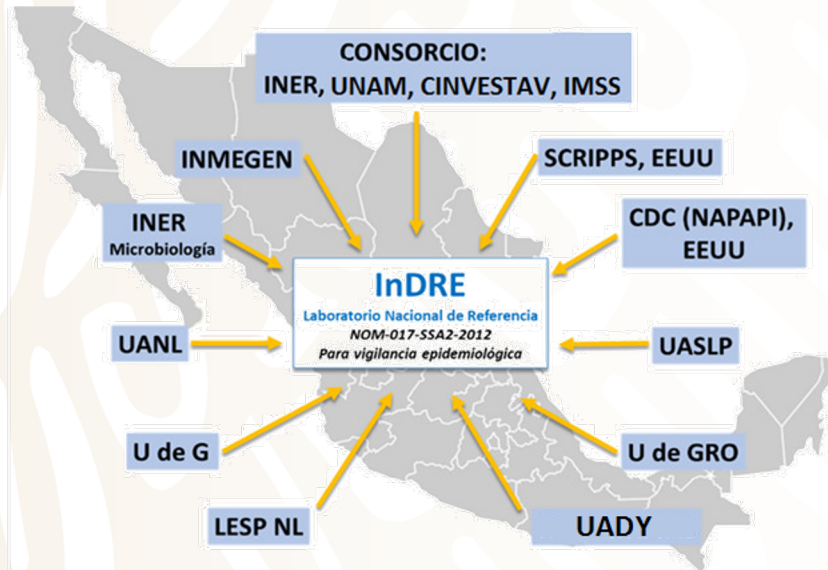 CONSORCIO:
INER, UNAM, CINVESTAV, IMSS
INMEGEN
SCRIPPS, EEUU
INER
Microbiología
CDC (NAPAPI),
EEUU
InDRE
Laboratorio Nacional de Referencia
NOM-017-SSA2-2012
Para vigilancia epidemiológica
UANL
UASLP
U de G
U de GRO
LESP NL
UADY